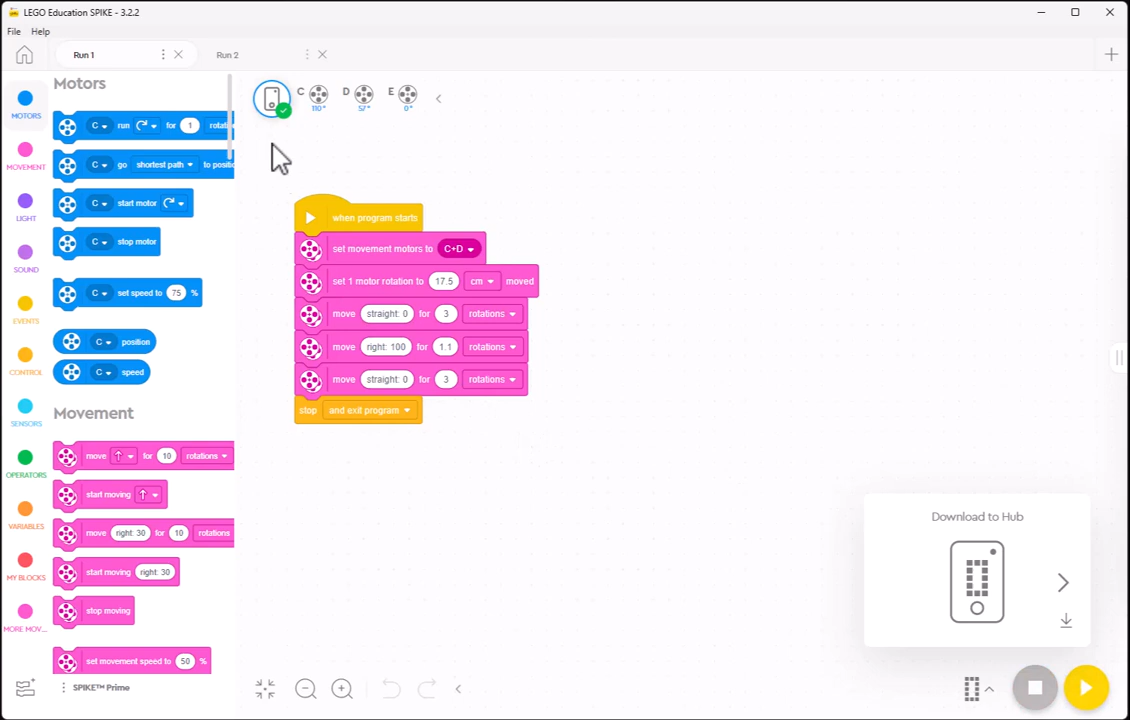 LEGO Education SPIKE - 3.2.2
File Help
Run 1 Run 2
C 110° D 57° E 0°
MOTORS
MOVEMENT
LIGHT
SOUND
EVENTS
CONTROL
SENSORS
OPERATORS
VARIABLES
MY BLOCKS
MORE MOV...
Motors
C run for 1
C go shortest path to
C start motor
C stop motor
C set speed to 75 %
C position
C speed
Movement
move for 10 rotations
start moving
move right: 30 for 10 rotations
start moving right: 30
stop moving
set movement speed to 50 %
SPIKE™ Prime
when program starts
set movement motors to C+D
set 1 motor rotation to 17.5 cm moved
move straight: 0 for 3 rotations
move right: 100 for 1.1 rotations
move straight: 0 for 3 rotations
stop and exit program
Download to Hub
0